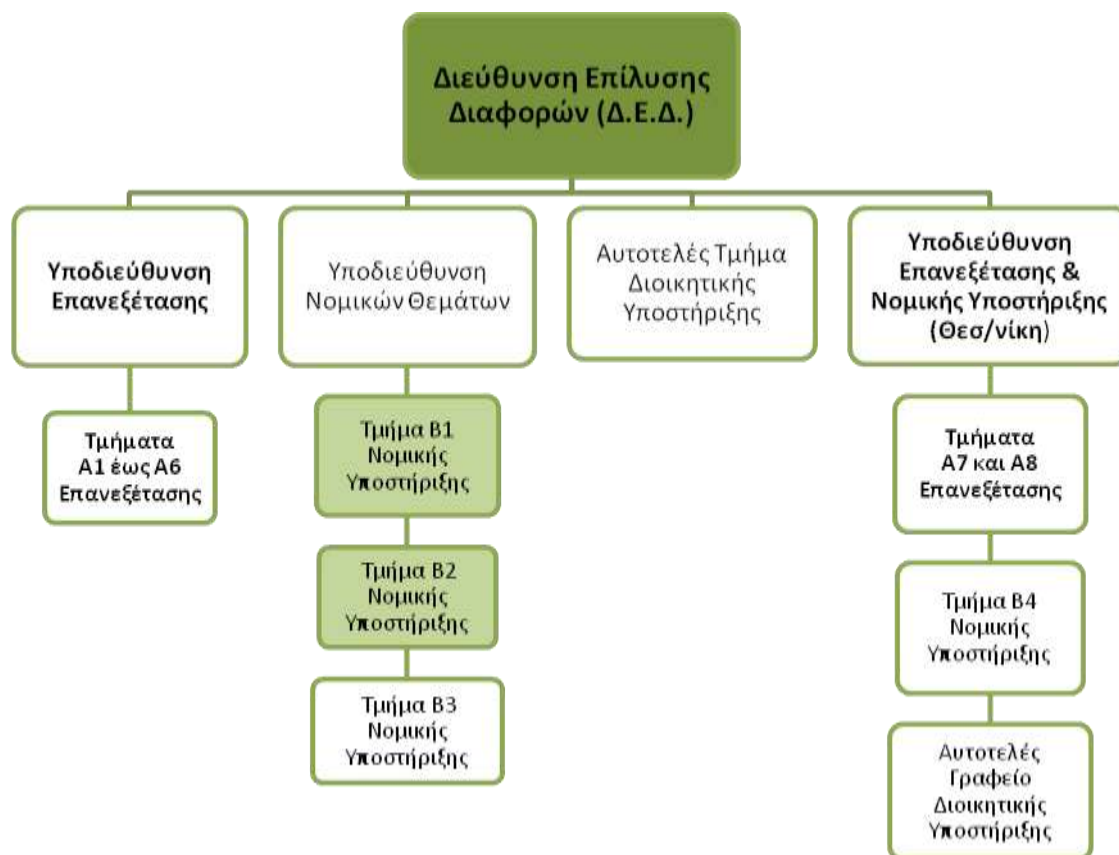 Διεύθυνση Επίλυσης
Διαφορών (Δ.Ε.Δ.)
Υποδιεύθυνση
Επανεξέτασης
Υποδιεύθυνση
Νομικών Θεμάτων
Αυτοτελές Τμήμα
Διοικητικής
Υποστήριξης
Υποδιεύθυνση
Επανεξέτασης &
Νομικής Υποστήριξης
(Θεσ/νίκη)
Τμήματα
Α1 έως Α6
Επανεξέτασης
Τμήμα Β1
Νομικής
Υποστήριξης
Τμήμα Β2
Νομικής
Υποστήριξης
Τμήμα Β3
Νομικής
Υποστήριξης
Τμήματα
Α7 και Α8
Επανεξέτασης
Τμήμα Β4
Νομικής
Υποστήριξης
Αυτοτελές
Γραφείο
Διοικητικής
Υποστήριξης